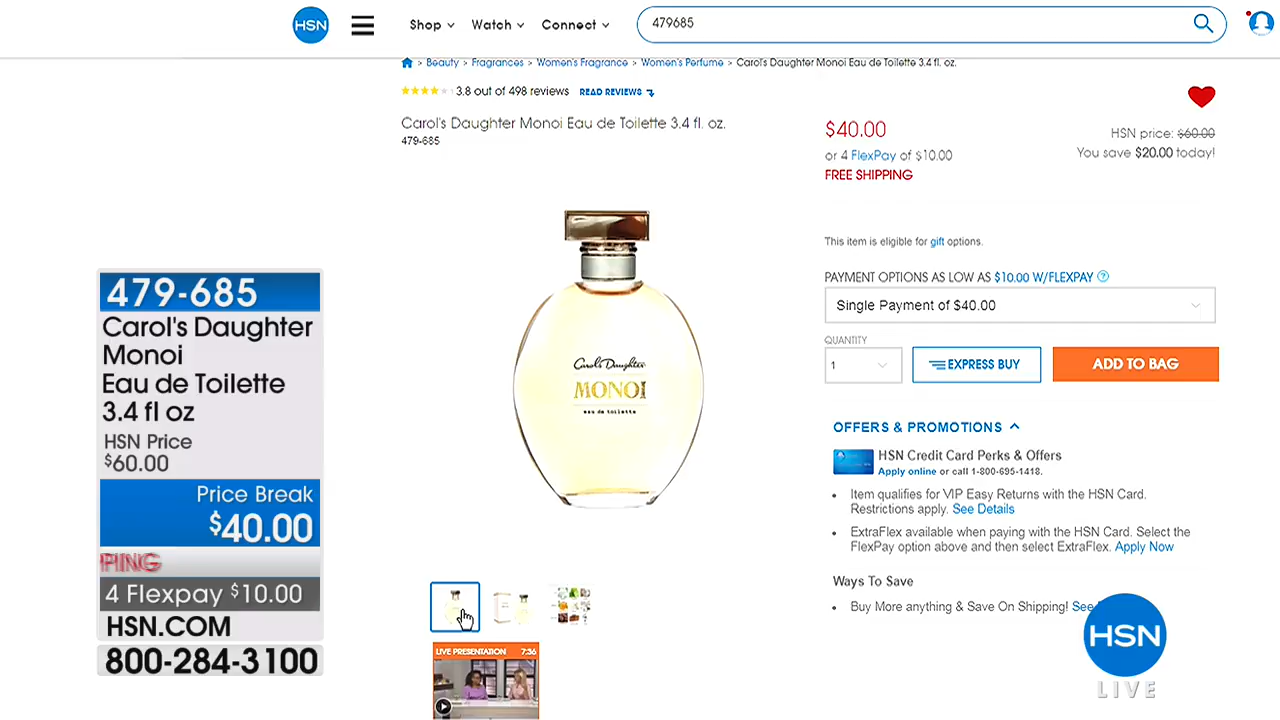 HSN
Shop
Watch
Connect
479685
> Beauty > Fragrances > Women's Fragrance > Women's Perfume > Carol's Daughter Monoi Eau de Toilette 3.4 fl. oz.
3.8 out of 498 reviews READ REVIEWS
Carol's Daughter Monoi Eau de Toilette 3.4 fl. oz.
479-685
$40.00
HSN price: $60.00
or 4 FlexPay of $10.00
You save $20.00 today!
FREE SHIPPING
This item is eligible for gift options.
PAYMENT OPTIONS AS LOW AS $10.00 W/FLEXPAY ?
Single Payment of $40.00
QUANTITY
1
EXPRESS BUY
ADD TO BAG
Carol's Daughter
MONOI
eau de toilette
OFFERS & PROMOTIONS
HSN Credit Card Perks & Offers
Apply online or call 1-800-695-1418.
• Item qualifies for VIP Easy Returns with the HSN Card.
Restrictions apply. See Details
• ExtraFlex available when paying with the HSN Card. Select the
FlexPay option above and then select ExtraFlex. Apply Now
Ways To Save
• Buy More anything & Save On Shipping! See
479-685
Carol's Daughter
Monoi
Eau de Toilette
3.4 fl oz
HSN Price
$60.00
Price Break
$40.00
PING
4 Flexpay $10.00
HSN.COM
800-284-3100
LIVE PRESENTATION 7:36
HSN
LIVE